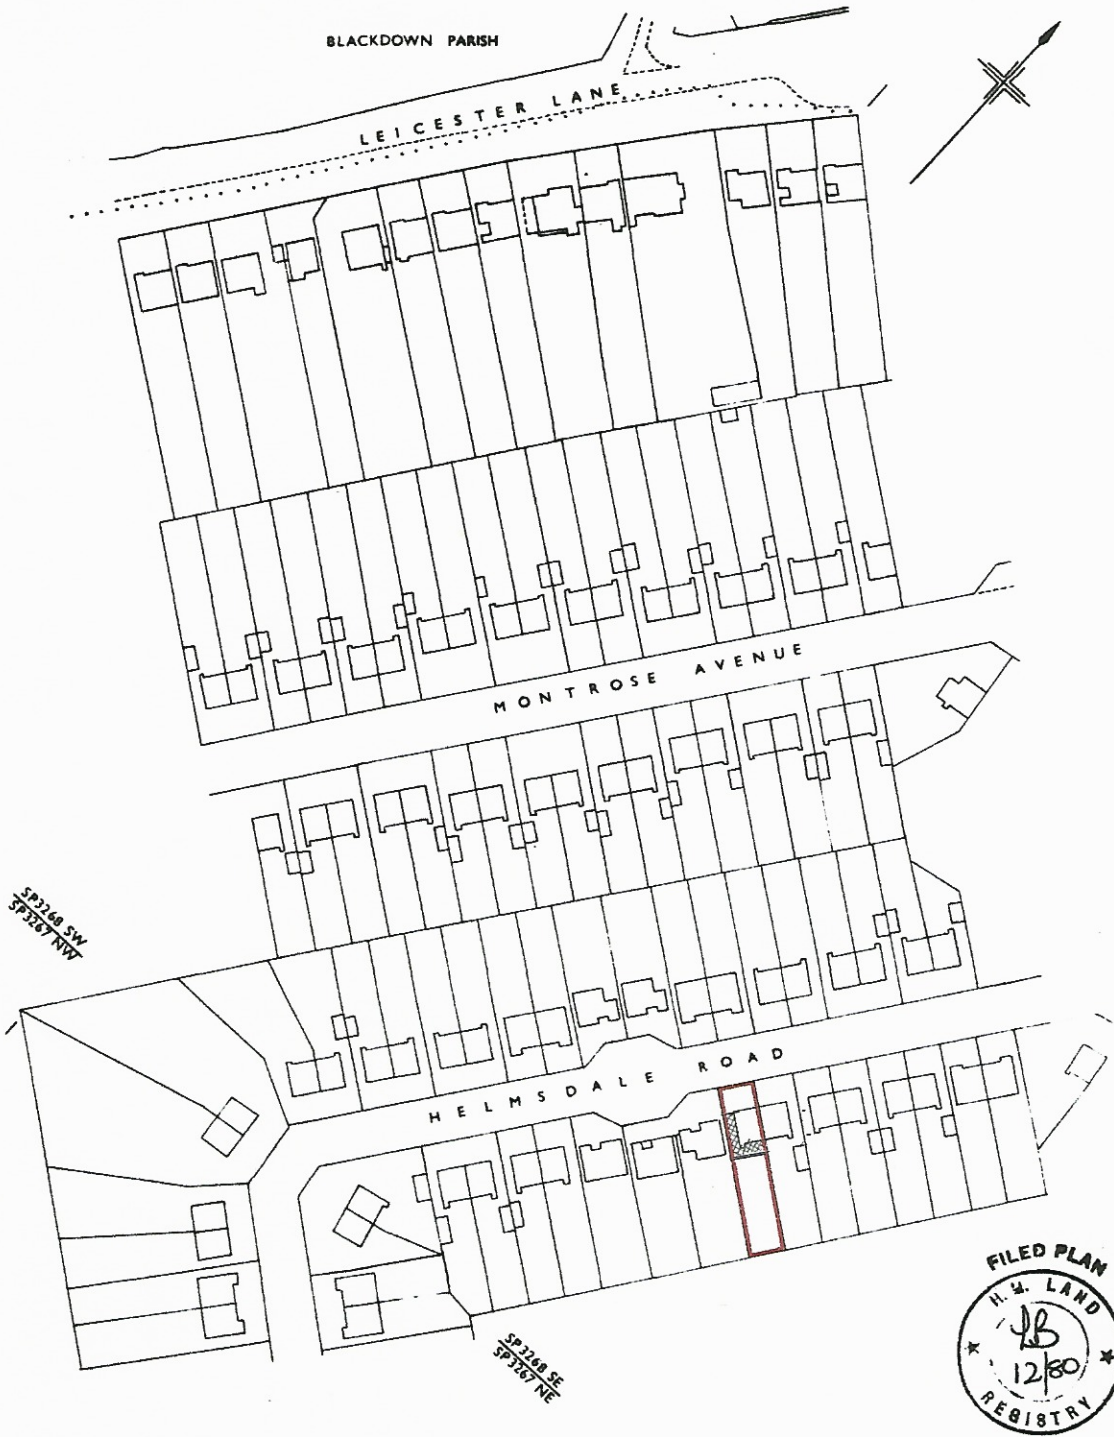 BLACKDOWN PARISH
LEICESTER LANE
MONTROSE AVENUE
SP3268 SW
SP3267 NW
HELMSDALE ROAD
SP3268 SE
SP3267 NE
FILED PLAN
H.M. LAND
LB
12/80
REGISTRY